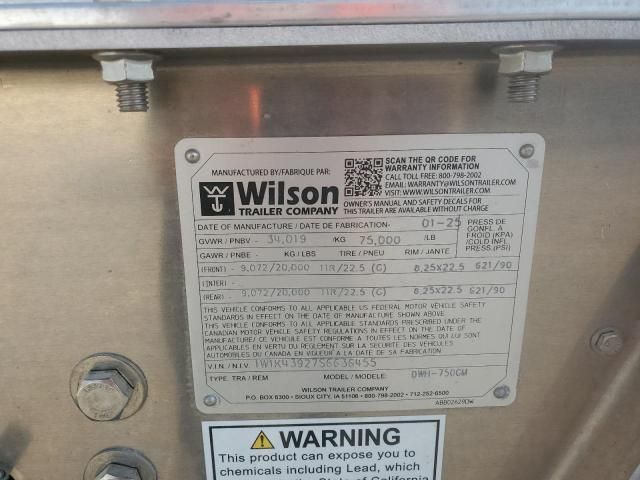 MANUFACTURED BY/FABRIQUE PAR:
Wilson
TRAILER COMPANY
SCAN THE QR CODE FOR
WARRANTY INFORMATION
CALL TOLL FREE: 800-798-2002
EMAIL: WARRANTY@WILSONTRAILER.COM
VISIT: WWW.WILSONTRAILER.COM
OWNER'S MANUAL AND SAFETY DECALS FOR
THIS TRAILER ARE AVAILABLE WITHOUT CHARGE
DATE OF MANUFACTURE / DATE DE FABRICATION- 01-25
GVWR / PNBV - 34,019 /KG 75,000 /LB
PRESS DE
GONFL. A
FROID (KPA)
/COLD INFL.
PRESS.(PSI)
GAWR / PNBE - KG / LBS TIRE / PNEU RIM / JANTE
(FRONT) - 9,072/20,000 11R/22.5 (G) 8.25x22.5 621/90
(INTER) -
(REAR) - 9,072/20,000 11R/22.5 (G) 8.25x22.5 621/90
THIS VEHICLE CONFORMS TO ALL APPLICABLE US FEDERAL MOTOR VEHICLE SAFETY
STANDARDS IN EFFECT ON THE DATE OF MANUFACTURE SHOWN ABOVE.
THIS VEHICLE CONFORMS TO ALL APPLICABLE STANDARDS PRESCRIBED UNDER THE
CANADIAN MOTOR VEHICLE SAFETY REGULATIONS IN EFFECT ON THE DATE OF
MANUFACTURE / CE VEHICULE EST CONFORME A TOUTES LES NORMES QUI LUI SONT
APPLICABLES EN VERTU DU REGLEMENT SUR LA SECURITE DES VEHICULES
AUTOMOBILES DU CANADA EN VIGUEUR A LA DATE DE SA FABRICATION.
V.I.N./ N.I.V. 1W1K43927S6636455
TYPE: TRA / REM MODEL / MODELE: DWH-750GM
WILSON TRAILER COMPANY
P.O. BOX 6300 • SIOUX CITY, IA 51106 • 800-798-2002 • 712-252-6500
ABB02629DW
WARNING
This product can expose you to
chemicals including Lead, which